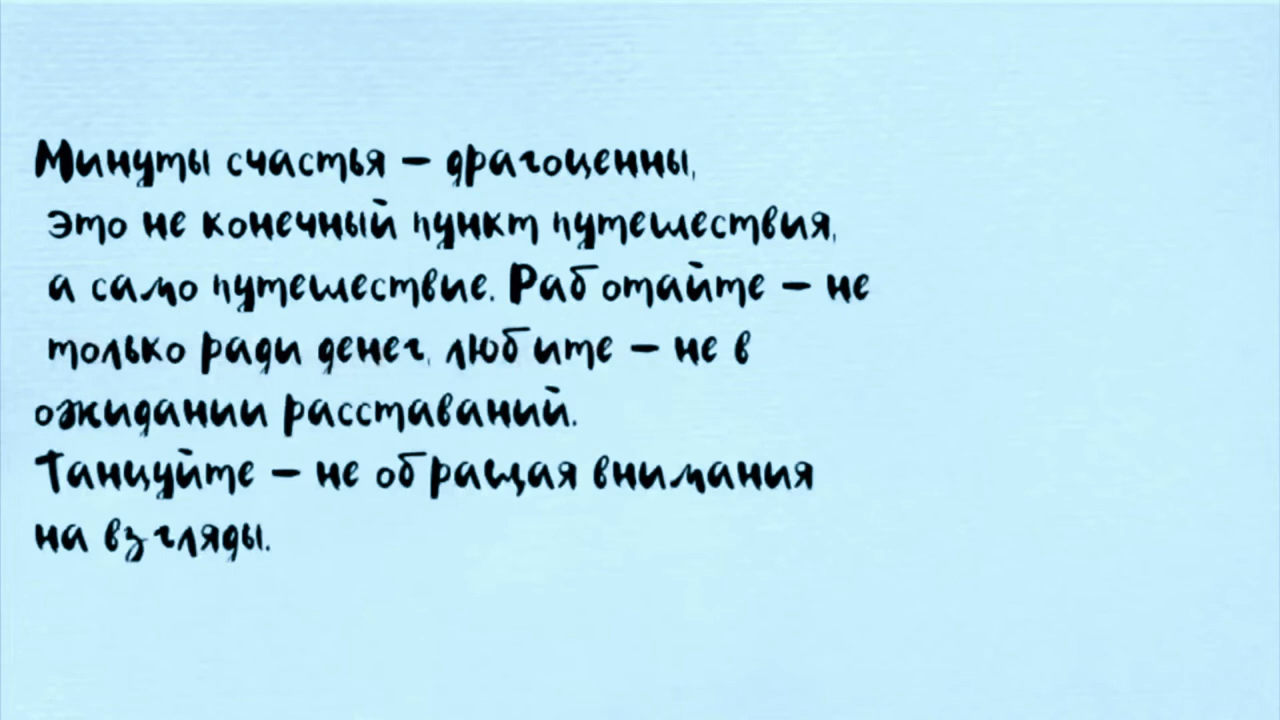 Минуты счастья – драгоценны,
это не конечный пункт путешествия,
а само путешествие. Работайте – не
только ради денег, любите – не в
ожидании расставаний.
Танцуйте – не обращая внимания
на взгляды.